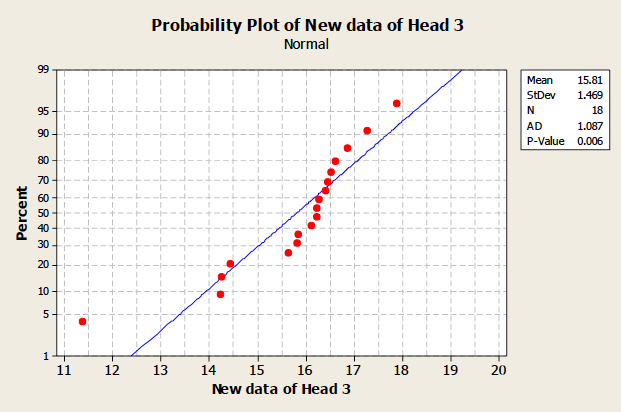 Probability Plot of New data of Head 3
Normal
99
95
90
80
70
60
50
40
30
20
10
5
1
Percent
11 12 13 14 15 16 17 18 19 20
New data of Head 3
Mean 15.81
StDev 1.469
N 18
AD 1.087
P-Value 0.006